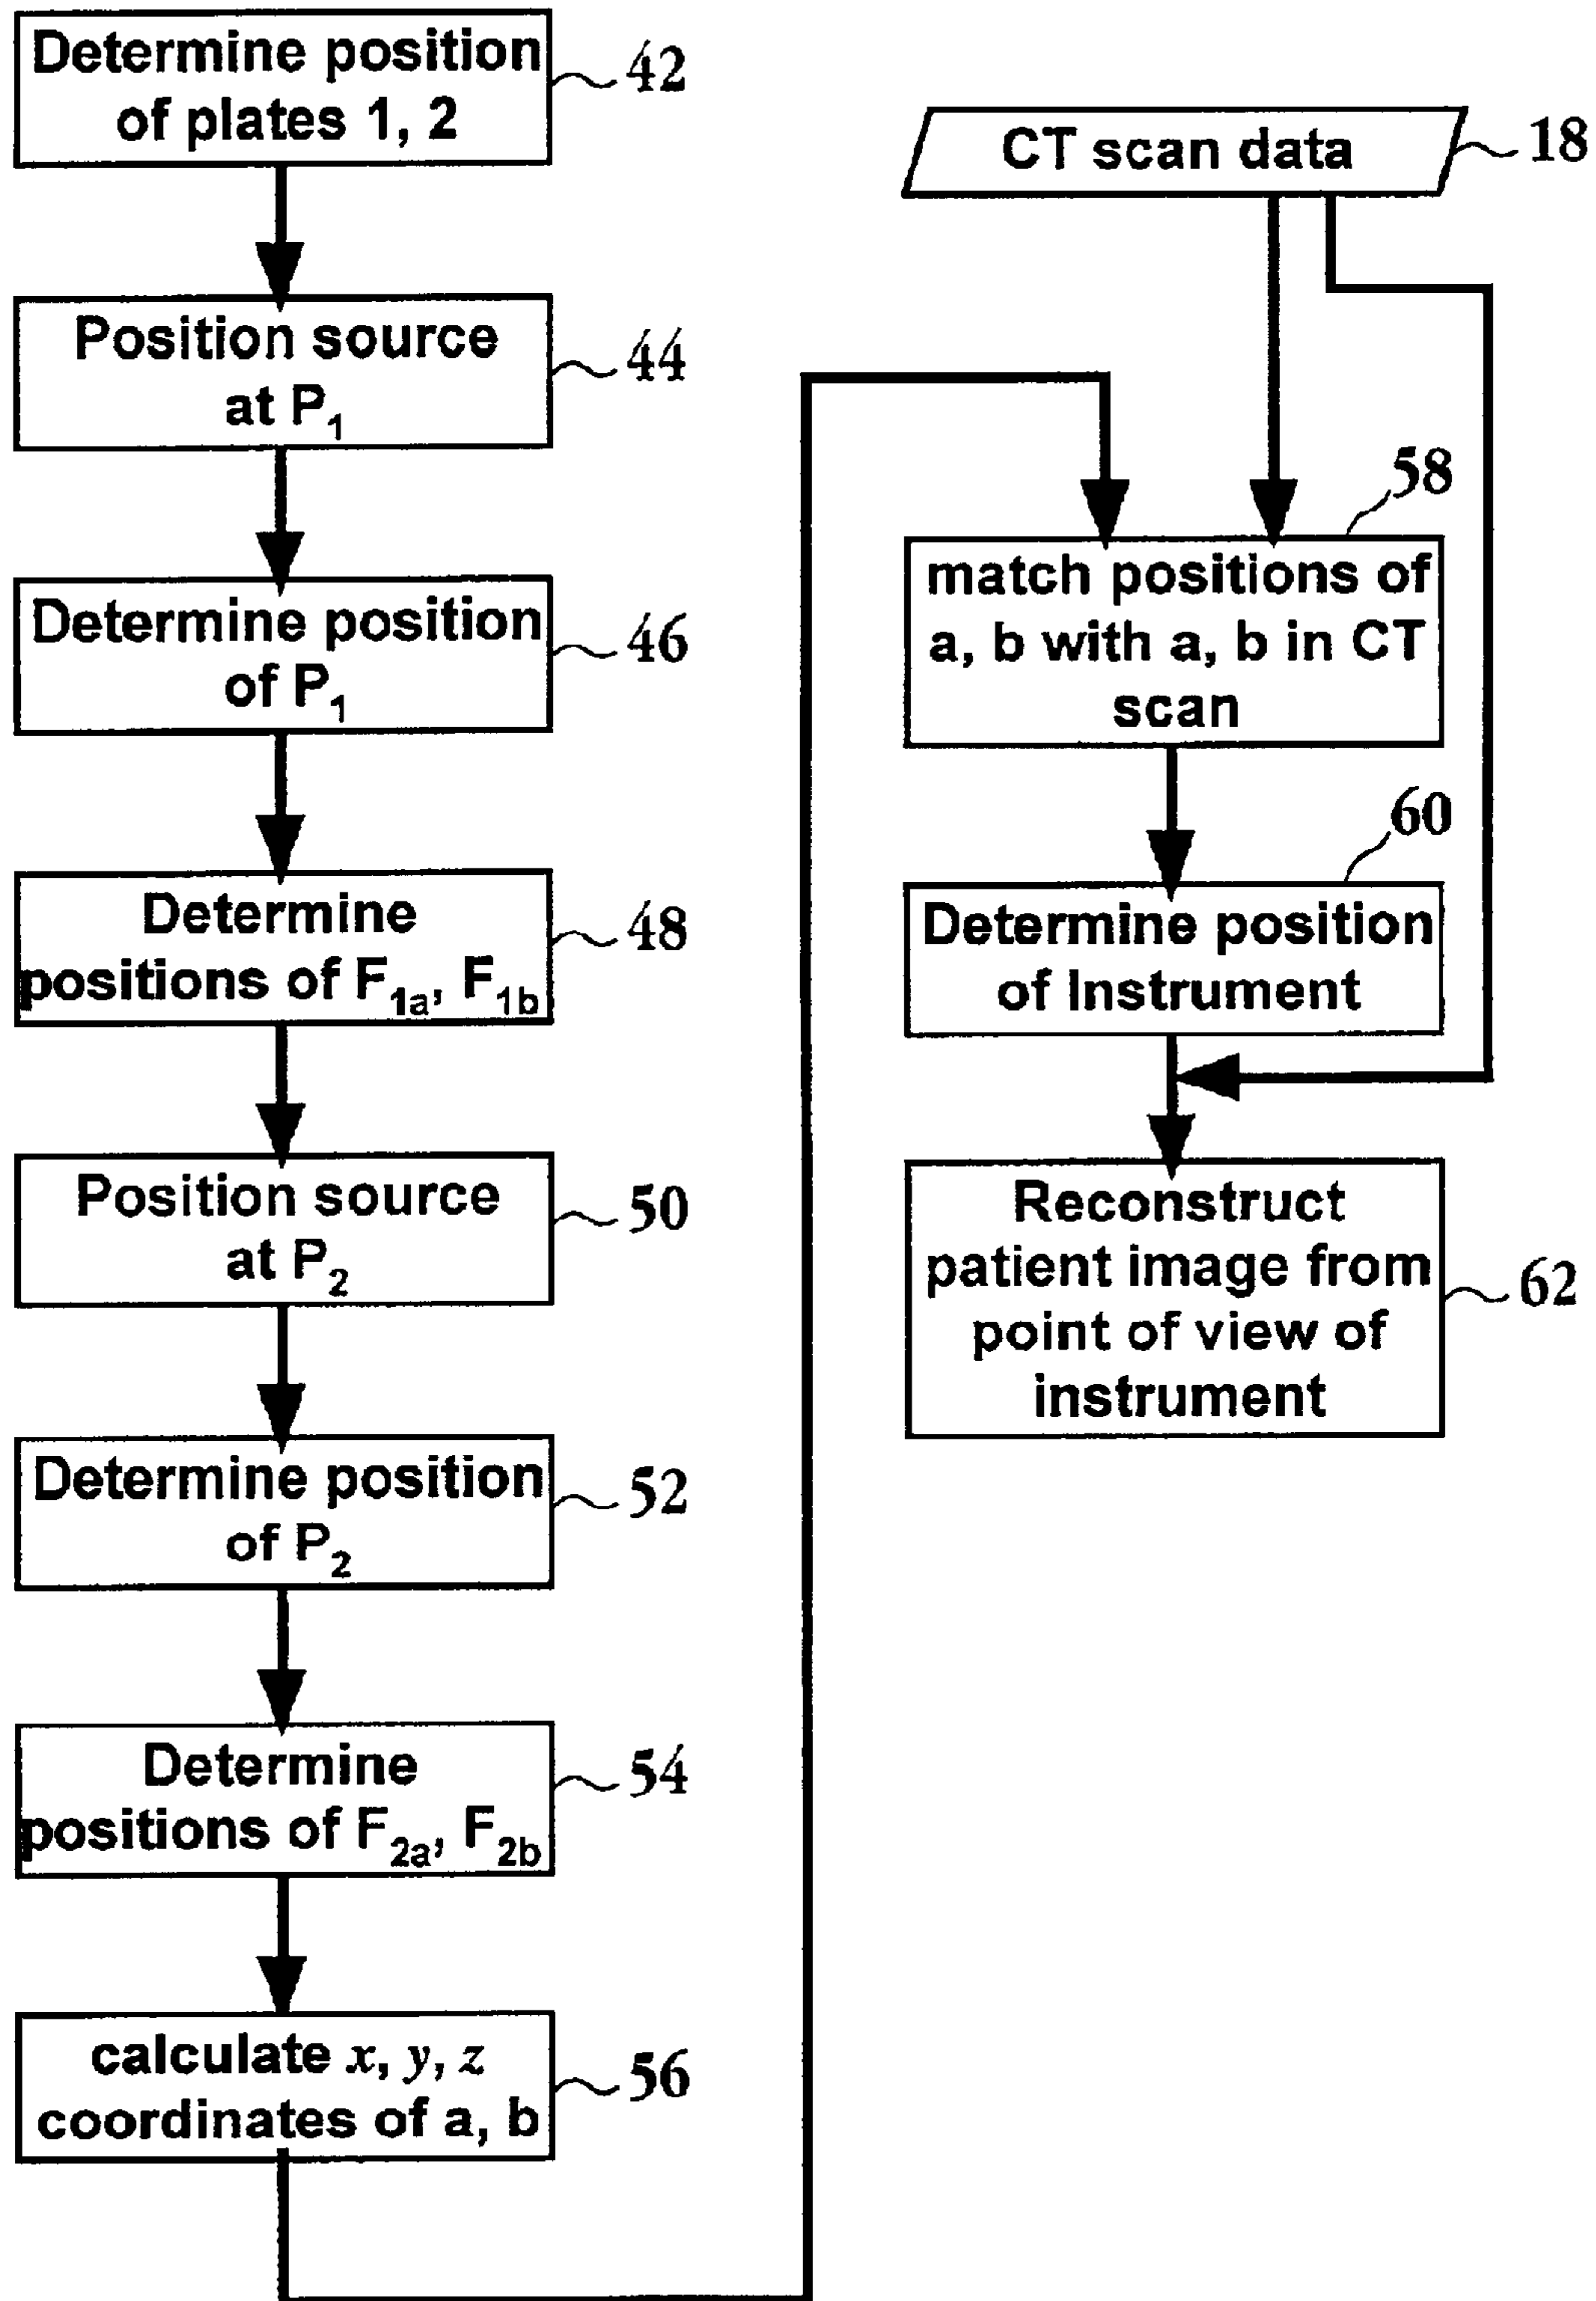 Determine position
of plates 1, 2
42
Position source
at P₁
44
Determine position
of P₁
46
Determine
positions of F₁ₐ, F₁b
48
Position source
at P₂
50
Determine position
of P₂
52
Determine
positions of F₂ₐ, F₂b
54
calculate x, y, z
coordinates of a, b
56
CT scan data
18
58
match positions of
a, b with a, b in CT
scan
60
Determine position
of Instrument
Reconstruct
patient image from
point of view of
instrument
62